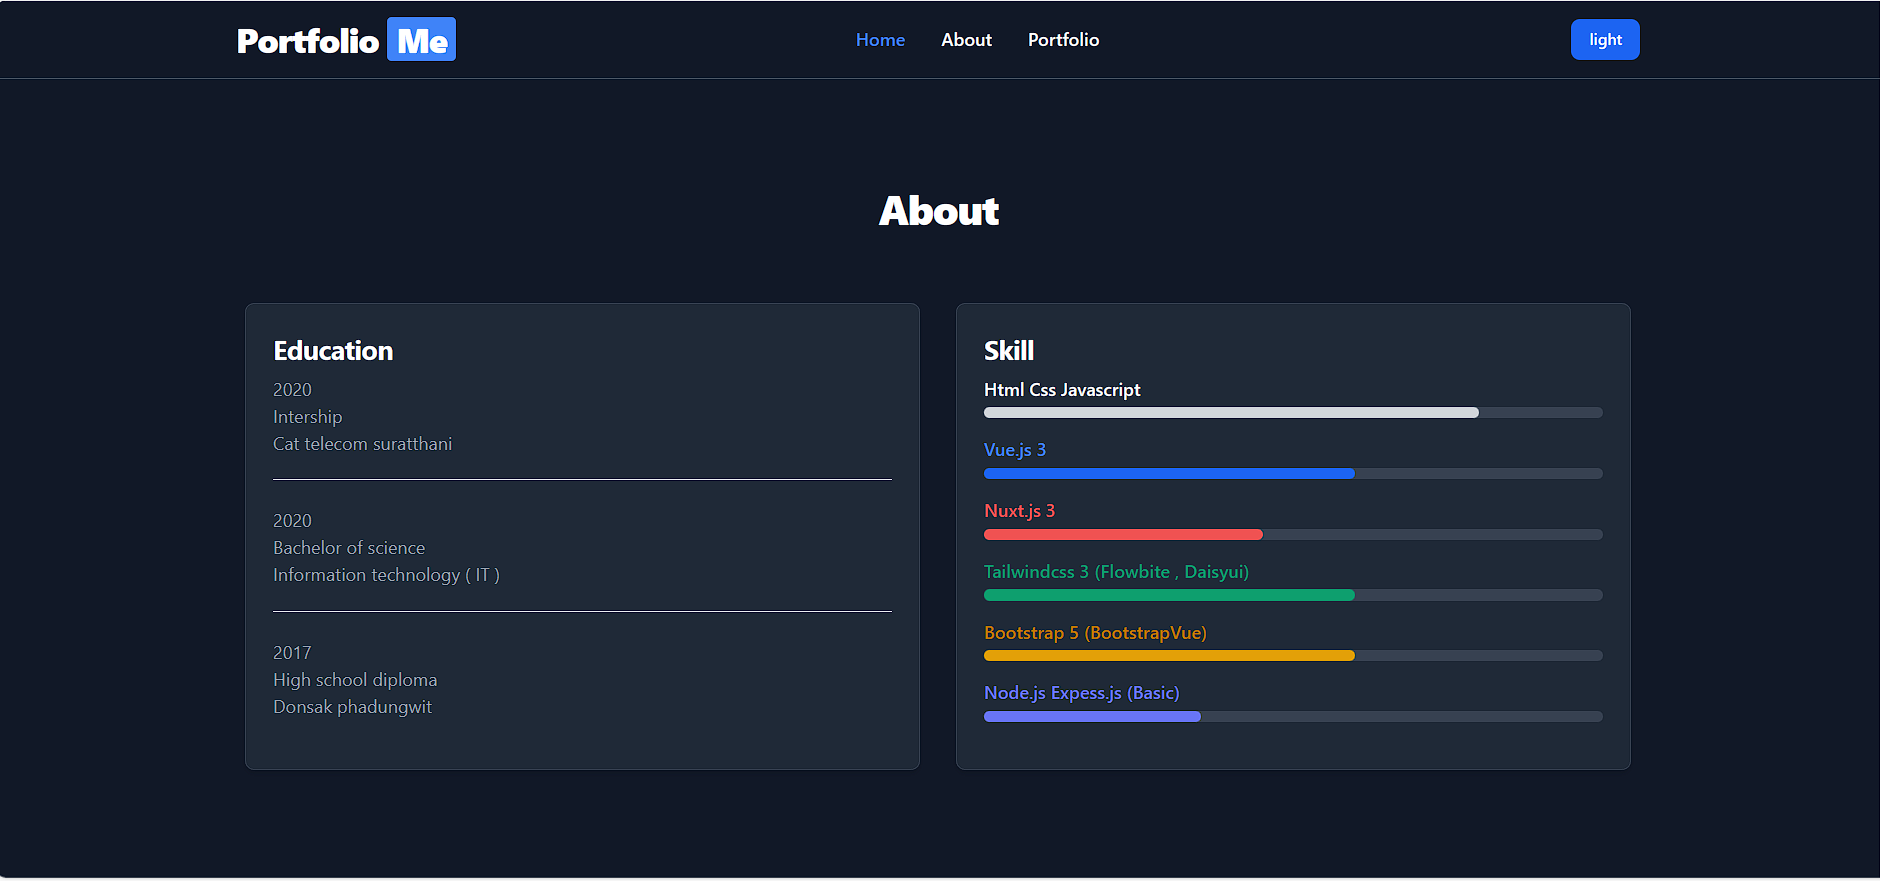 Portfolio Me
Home About Portfolio
light
About
Education
2020
Intership
Cat telecom suratthani
2020
Bachelor of science
Information technology ( IT )
2017
High school diploma
Donsak phadungwit
Skill
Html Css Javascript
Vue.js 3
Nuxt.js 3
Tailwindcss 3 (Flowbite , Daisyui)
Bootstrap 5 (BootstrapVue)
Node.js Expess.js (Basic)